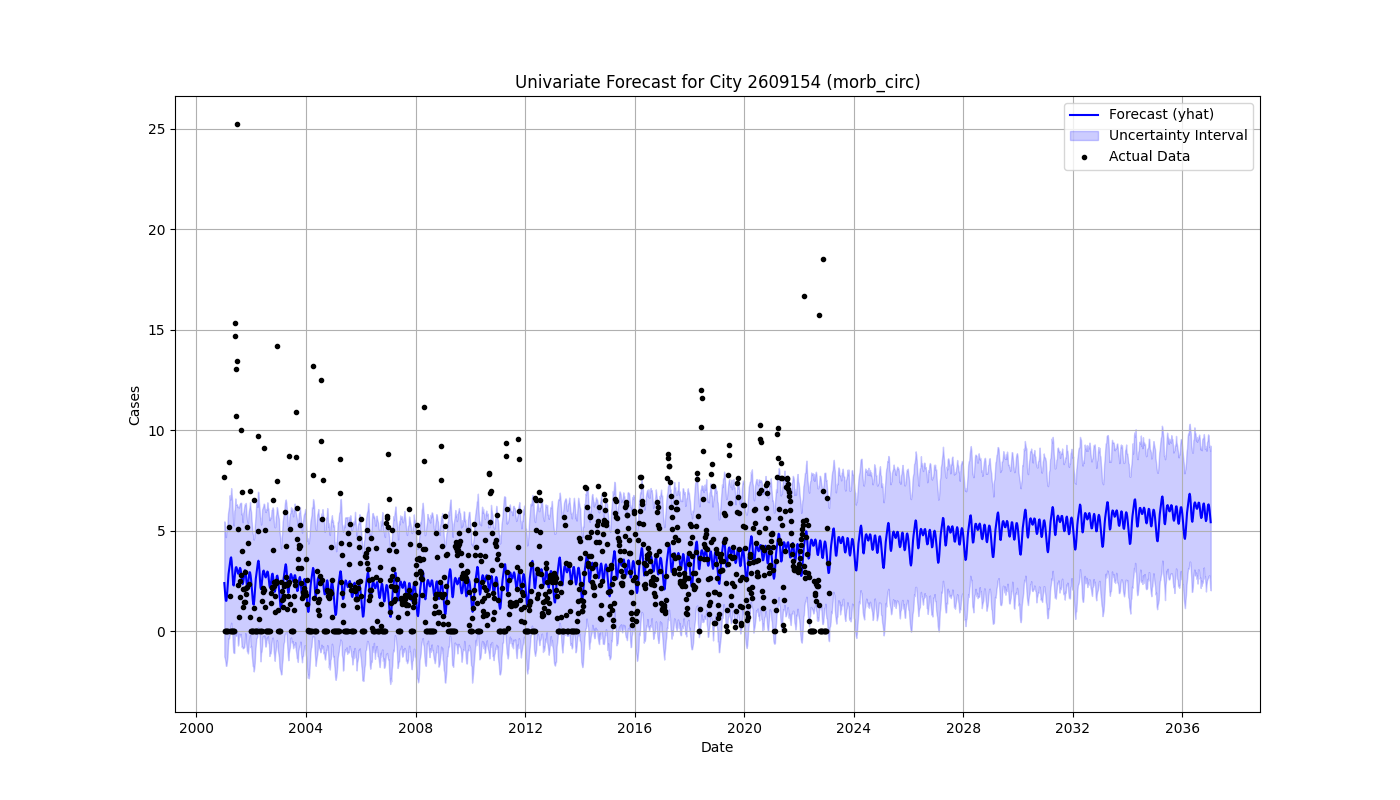 Univariate Forecast for City 2609154 (morb_circ)
Forecast (yhat)
Uncertainty Interval
Actual Data
Cases
25
20
15
10
5
0
2000 2004 2008 2012 2016 2020 2024 2028 2032 2036
Date